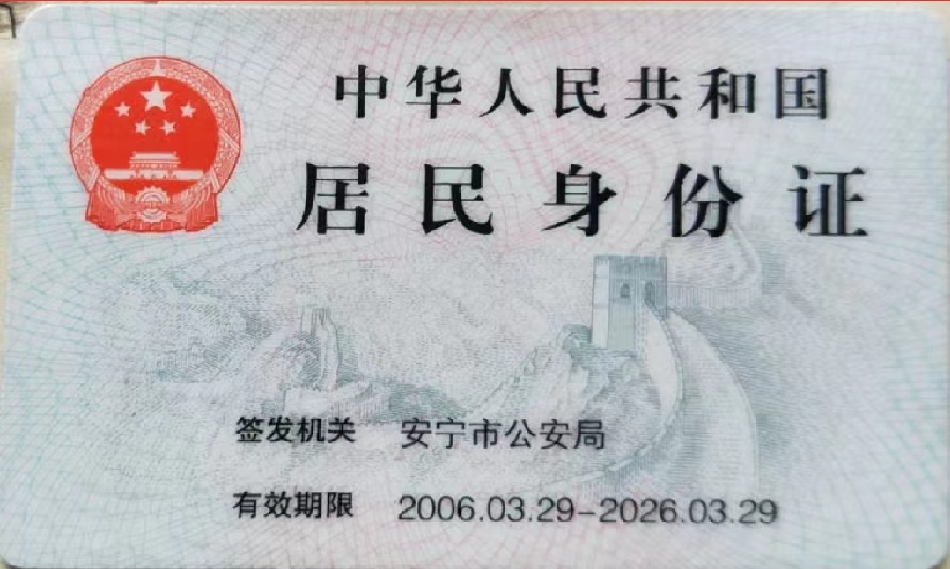 中华人民共和国
居民身份证
签发机关 安宁市公安局
有效期限 2006.03.29-2026.03.29